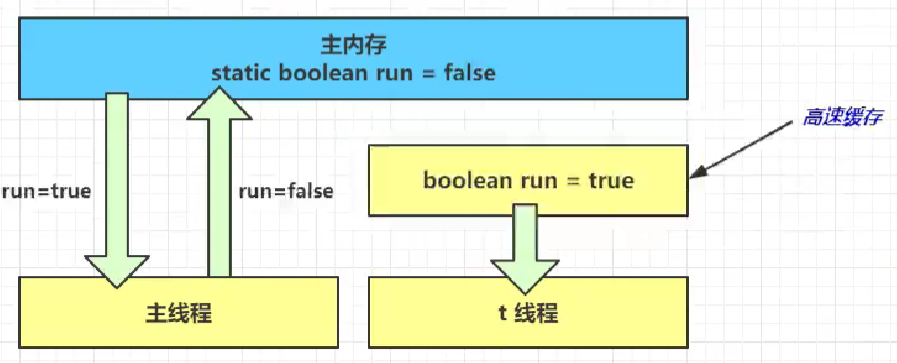 主内存
static boolean run = false
高速缓存
run=true
run=false
boolean run = true
主线程
t 线程